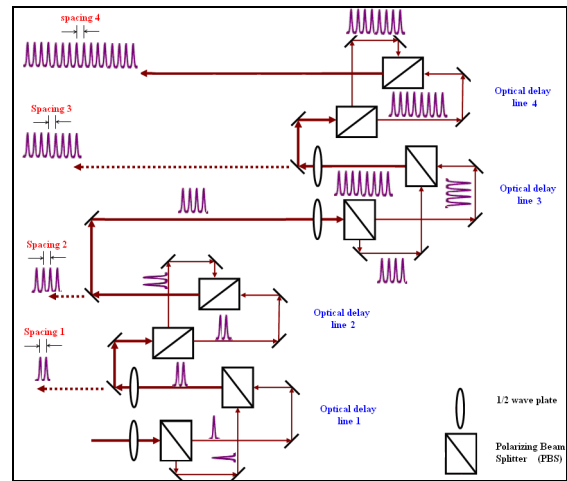 spacing 4
Optical delay
line 4
Spacing 3
Optical delay
line 3
Spacing 2
Optical delay
line 2
Spacing 1
Optical delay
line 1
1/2 wave plate
Polarizing Beam
Splitter (PBS)